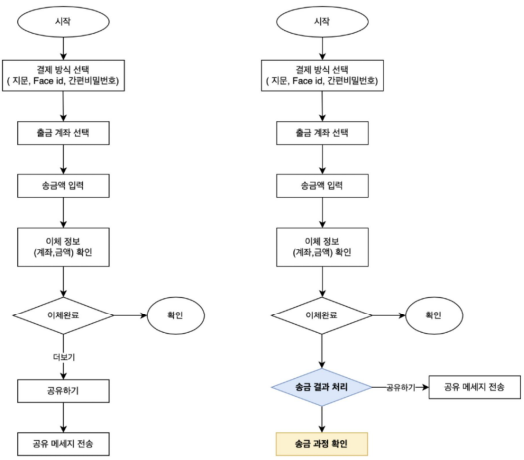 시작
결제 방식 선택
( 지문, Face id, 간편비밀번호)
출금 계좌 선택
송금액 입력
이체 정보
(계좌,금액) 확인
이체완료
확인
더보기
공유하기
공유 메세지 전송
시작
결제 방식 선택
( 지문, Face id, 간편비밀번호)
출금 계좌 선택
송금액 입력
이체 정보
(계좌,금액) 확인
이체완료
확인
송금 결과 처리
공유하기
공유 메세지 전송
송금 과정 확인